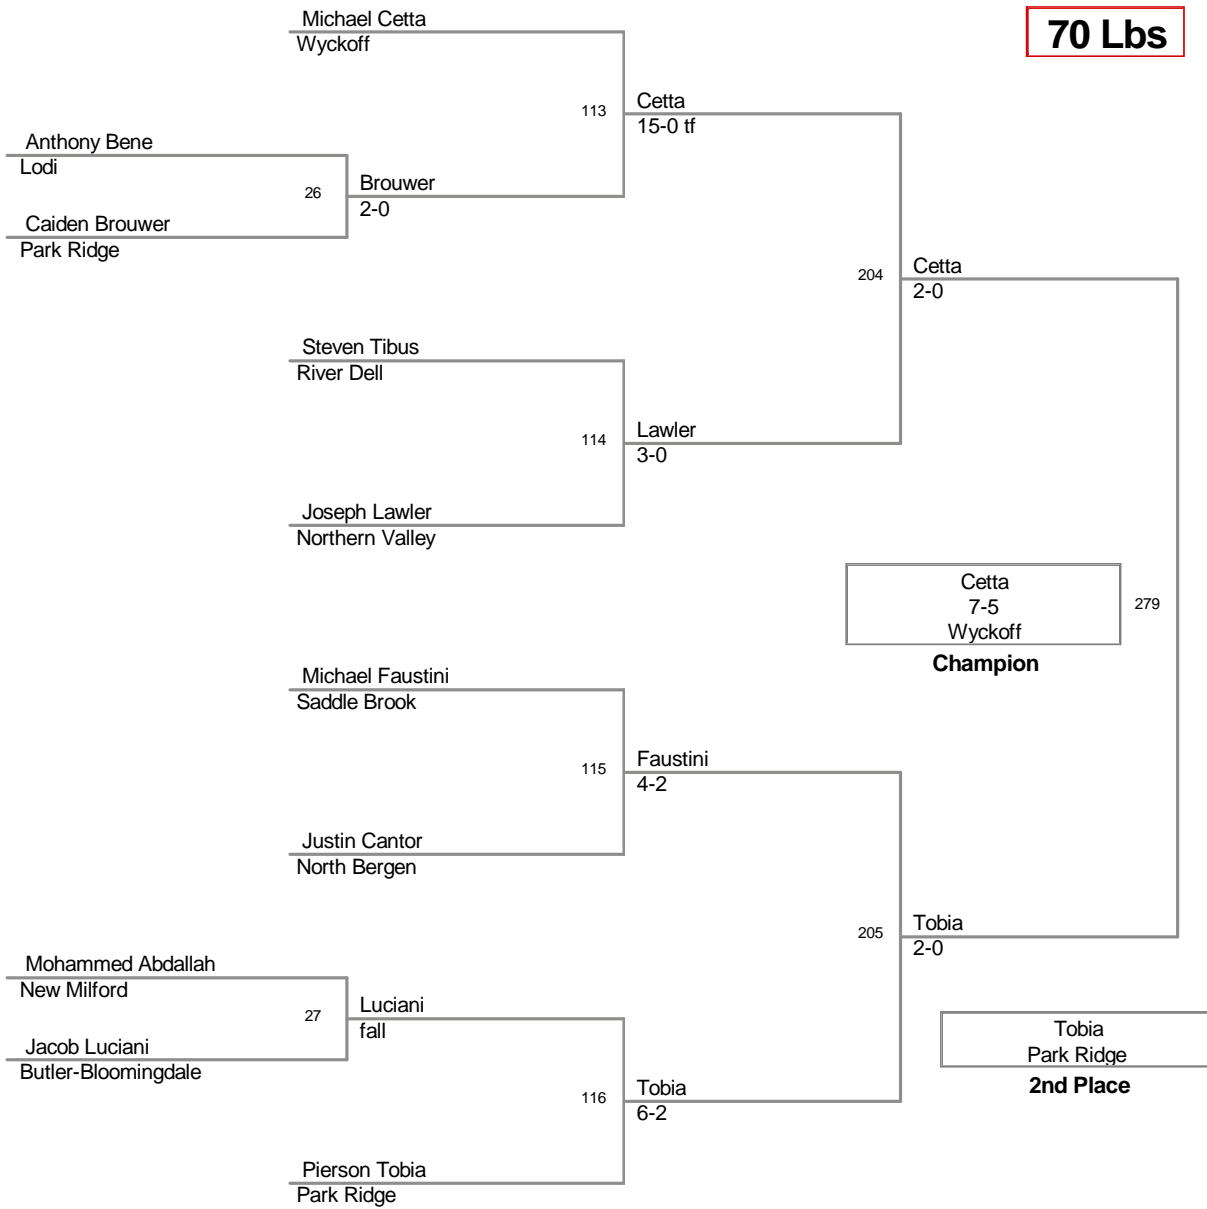 Michael Cetta
Wyckoff
70 Lbs
113
Cetta
15-0 tf
Anthony Bene
Lodi
26
Brouwer
2-0
Caiden Brouwer
Park Ridge
204
Cetta
2-0
Steven Tibus
River Dell
114
Lawler
3-0
Joseph Lawler
Northern Valley
Cetta
7-5
Wyckoff
279
Champion
Michael Faustini
Saddle Brook
115
Faustini
4-2
Justin Cantor
North Bergen
205
Tobia
2-0
Mohammed Abdallah
New Milford
27
Luciani
fall
Jacob Luciani
Butler-Bloomingdale
Tobia
Park Ridge
2nd Place
116
Tobia
6-2
Pierson Tobia
Park Ridge